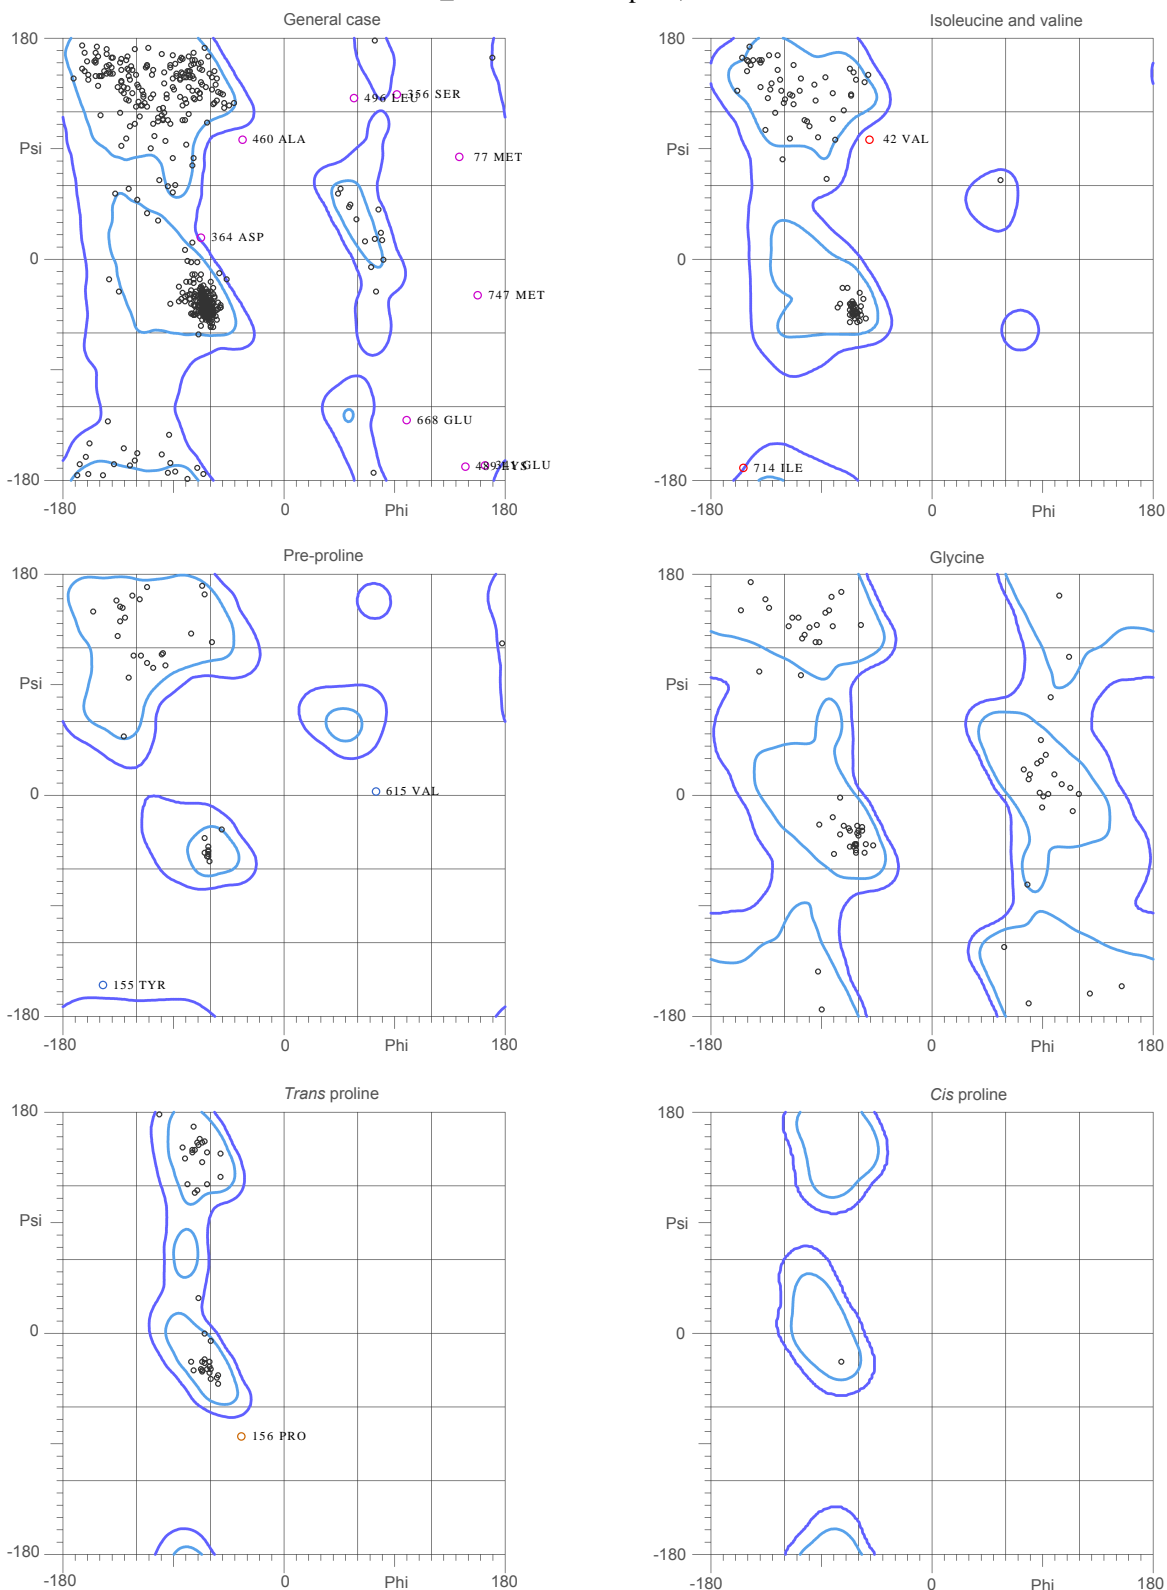 General case
Isoleucine and valine
180
Psi
0
-180
-180
0
Phi
180
496 LEU
356 SER
460 ALA
77 MET
364 ASP
747 MET
668 GLU
GLU
180
Psi
0
-180
-180
0
Phi
180
42 VAL
714 ILE
Pre-proline
Glycine
180
Psi
0
-180
-180
0
Phi
180
615 VAL
155 TYR
180
Psi
0
-180
-180
0
Phi
180
Trans proline
Cis proline
180
Psi
0
-180
-180
0
Phi
180
156 PRO
180
Psi
0
-180
-180
0
Phi
180